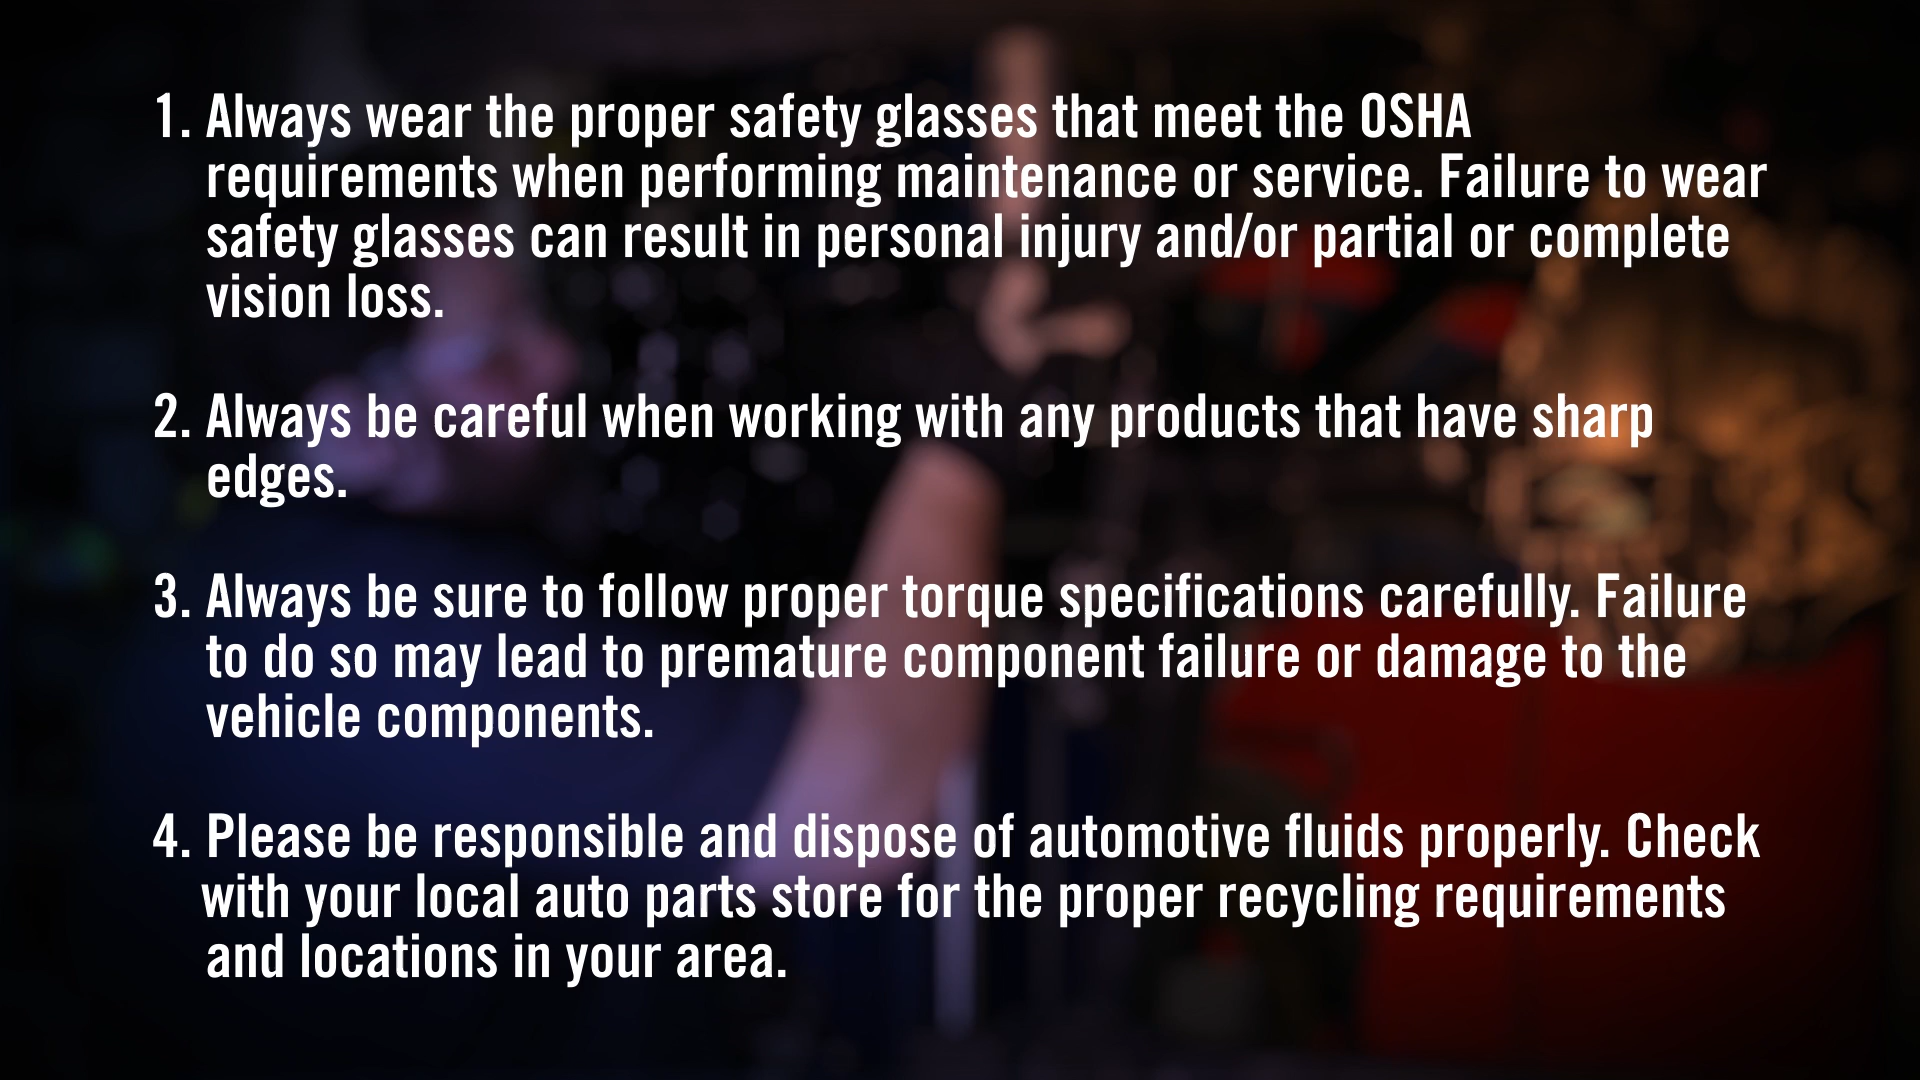 1. Always wear the proper safety glasses that meet the OSHA
requirements when performing maintenance or service. Failure to wear
safety glasses can result in personal injury and/or partial or complete
vision loss.
2. Always be careful when working with any products that have sharp
edges.
3. Always be sure to follow proper torque specifications carefully. Failure
to do so may lead to premature component failure or damage to the
vehicle components.
4. Please be responsible and dispose of automotive fluids properly. Check
with your local auto parts store for the proper recycling requirements
and locations in your area.